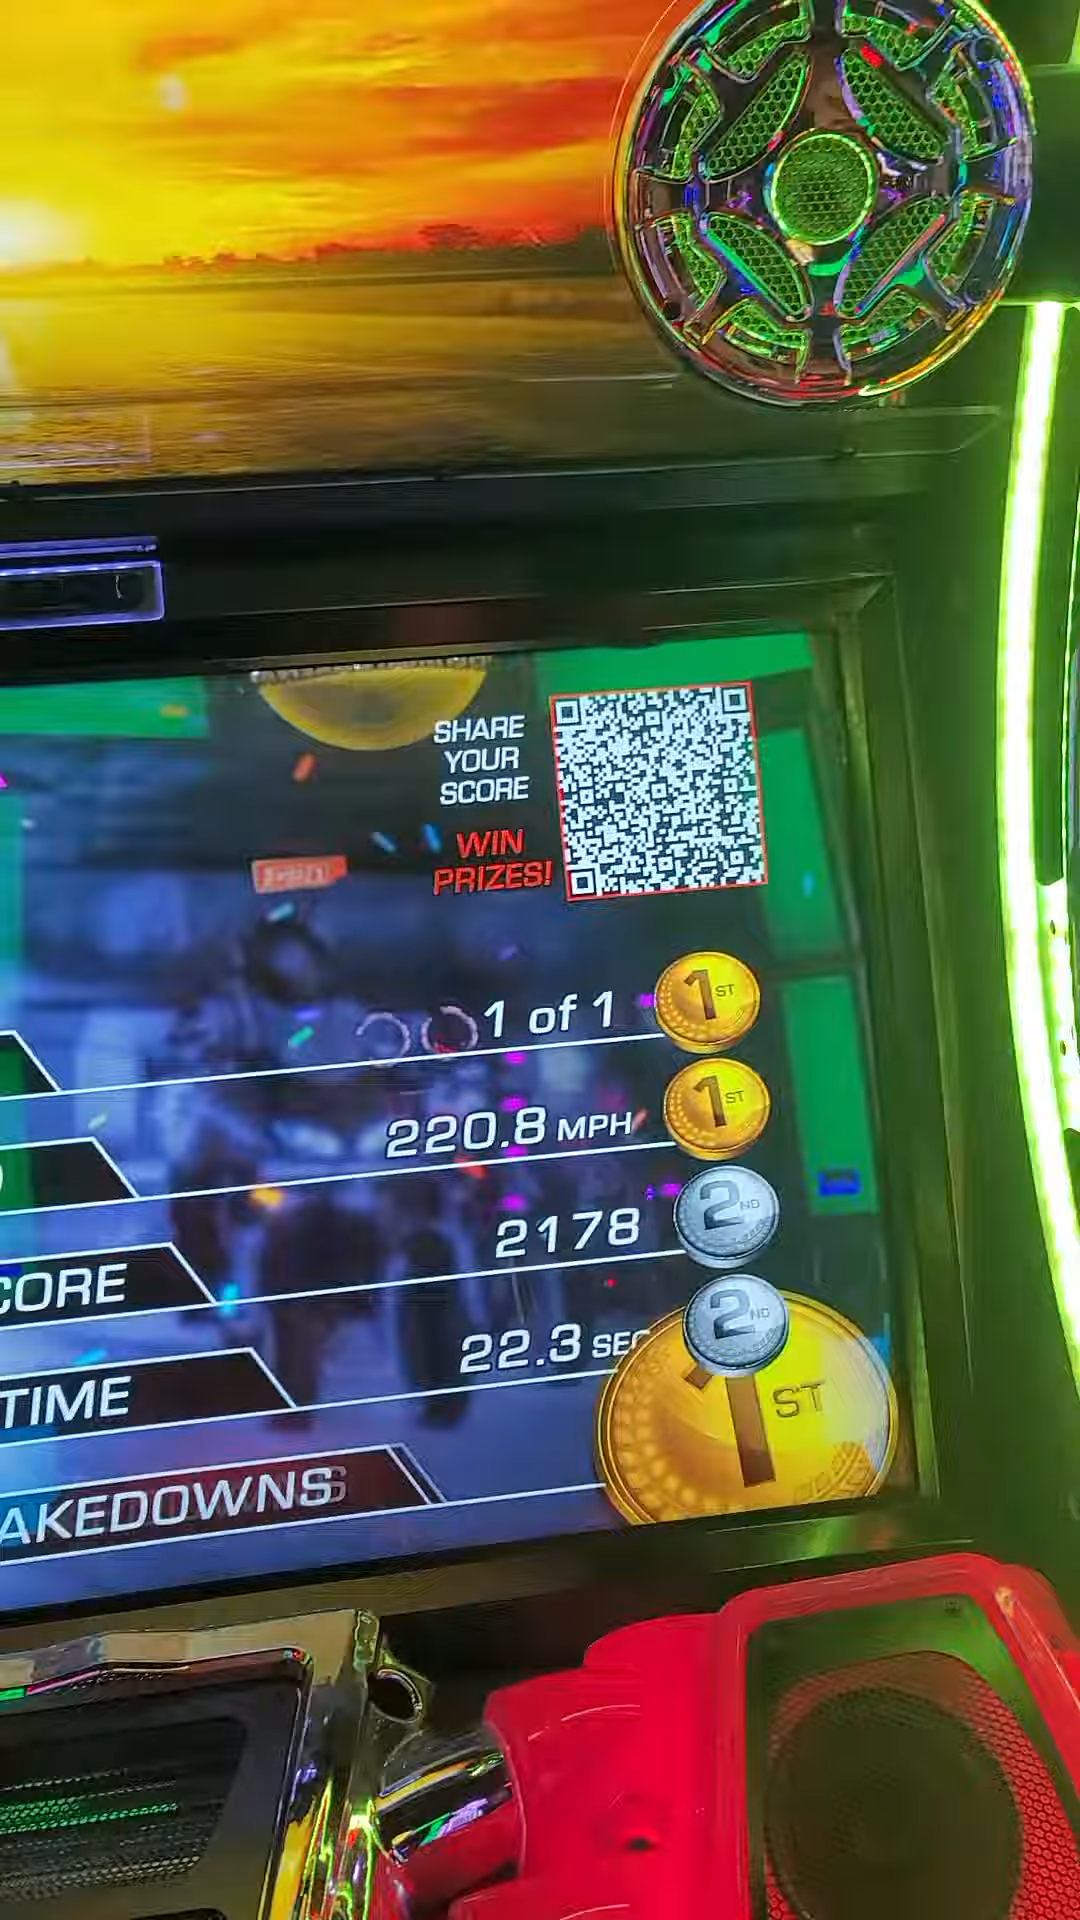 SHARE
YOUR
SCORE
WIN
PRIZES!
1 of 1
1ST
220.8 MPH
1ST
2178
2ND
CORE
22.3 SEC
2ND
TIME
1ST
AKEDOWNS